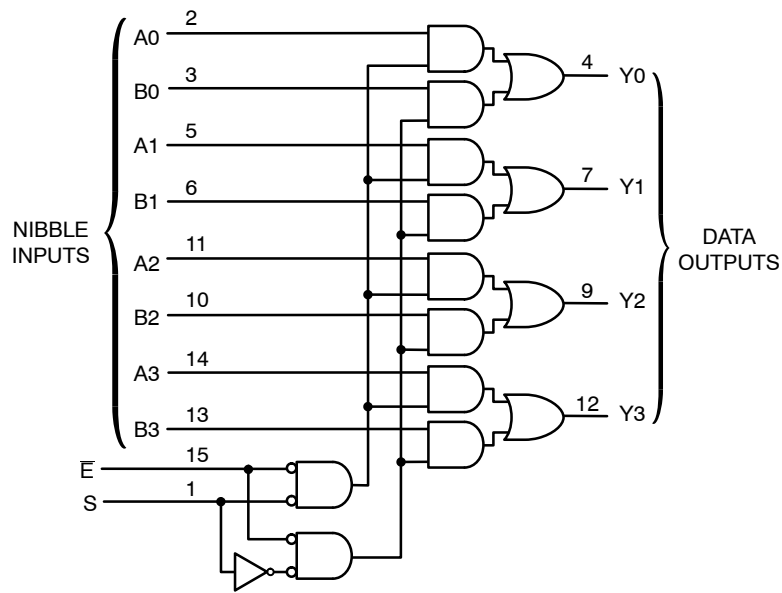 A0 2
B0 3
A1 5
B1 6
A2 11
B2 10
A3 14
B3 13
E̅ 15
S 1
NIBBLE
INPUTS
4 Y0
7 Y1
9 Y2
12 Y3
DATA
OUTPUTS